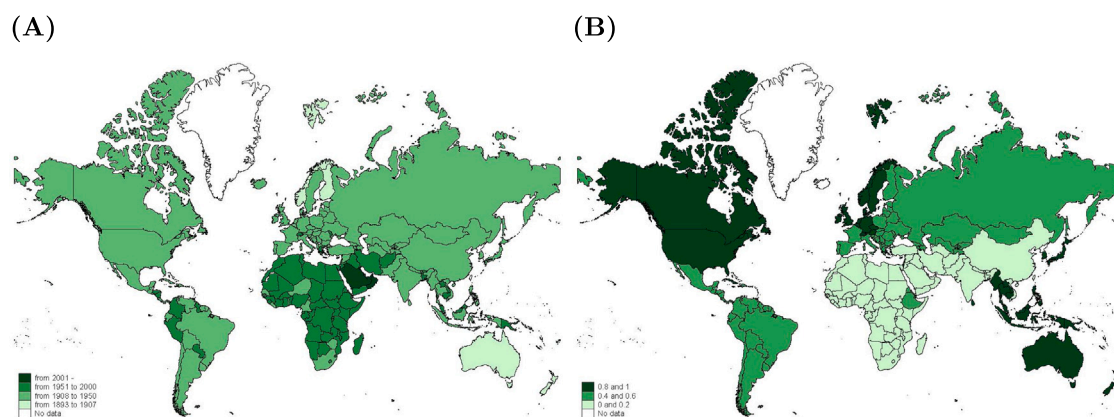 (A)
(B)
from 2001 -
from 1951 to 2000
from 1908 to 1950
from 1893 to 1907
No data
0.8 and 1
0.4 and 0.6
0 and 0.2
No data